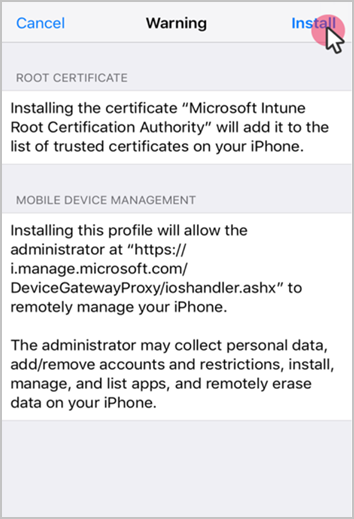 Cancel Warning Install
ROOT CERTIFICATE
Installing the certificate “Microsoft Intune
Root Certification Authority” will add it to the
list of trusted certificates on your iPhone.
MOBILE DEVICE MANAGEMENT
Installing this profile will allow the
administrator at “https://
i.manage.microsoft.com/
DeviceGatewayProxy/ioshandler.ashx” to
remotely manage your iPhone.
The administrator may collect personal data,
add/remove accounts and restrictions, install,
manage, and list apps, and remotely erase
data on your iPhone.